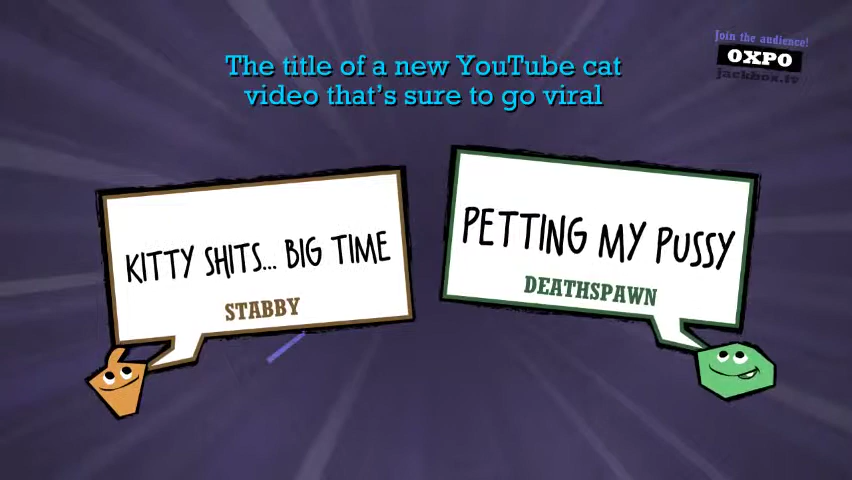 Join the audience!
OXPO
jackbox.tv
The title of a new YouTube cat
video that's sure to go viral
KITTY SHITS... BIG TIME
STABBY
PETTING MY PUSSY
DEATHSPAWN